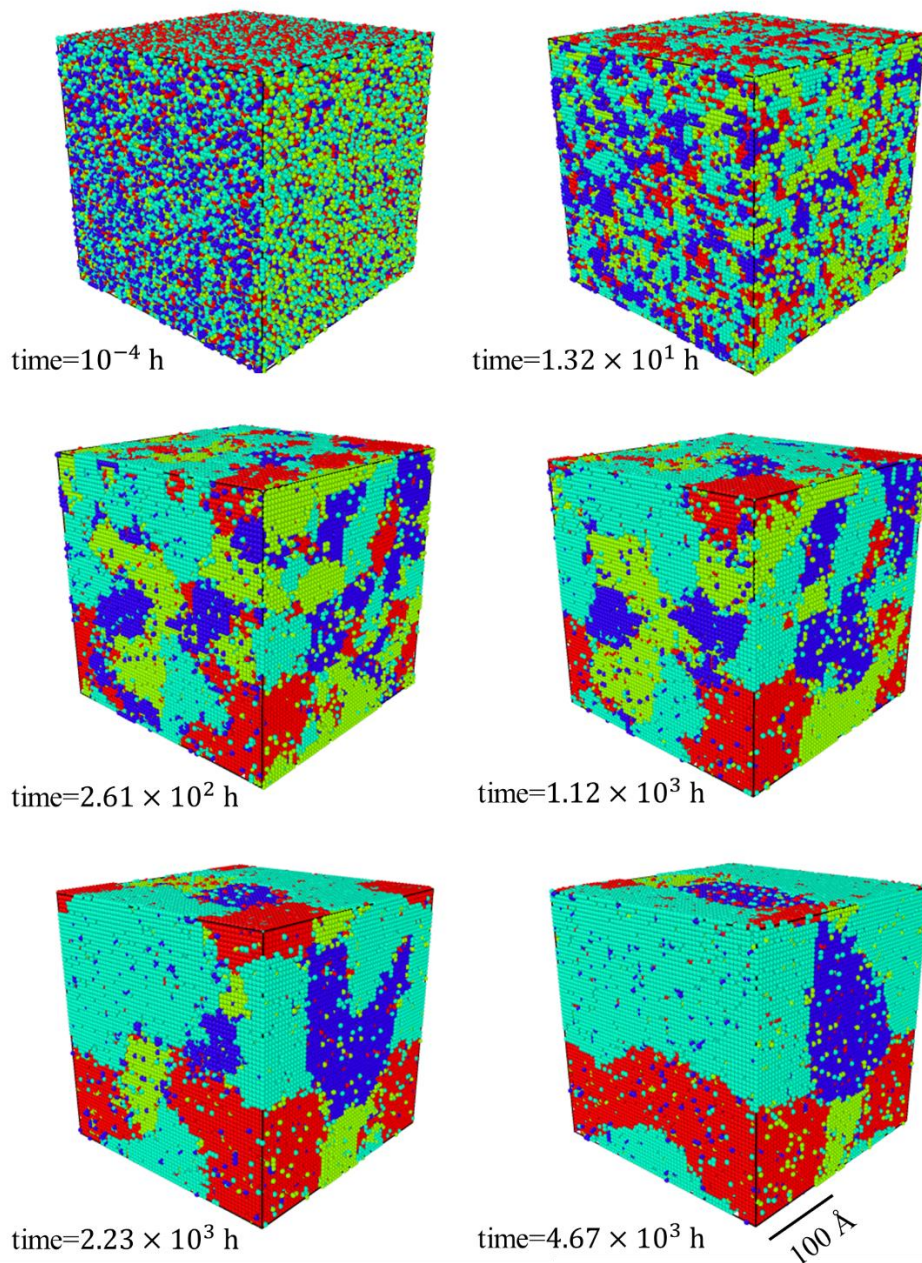 time=10⁻⁴ h
time=1.32 × 10¹ h
time=2.61 × 10² h
time=1.12 × 10³ h
time=2.23 × 10³ h
time=4.67 × 10³ h
100 Å